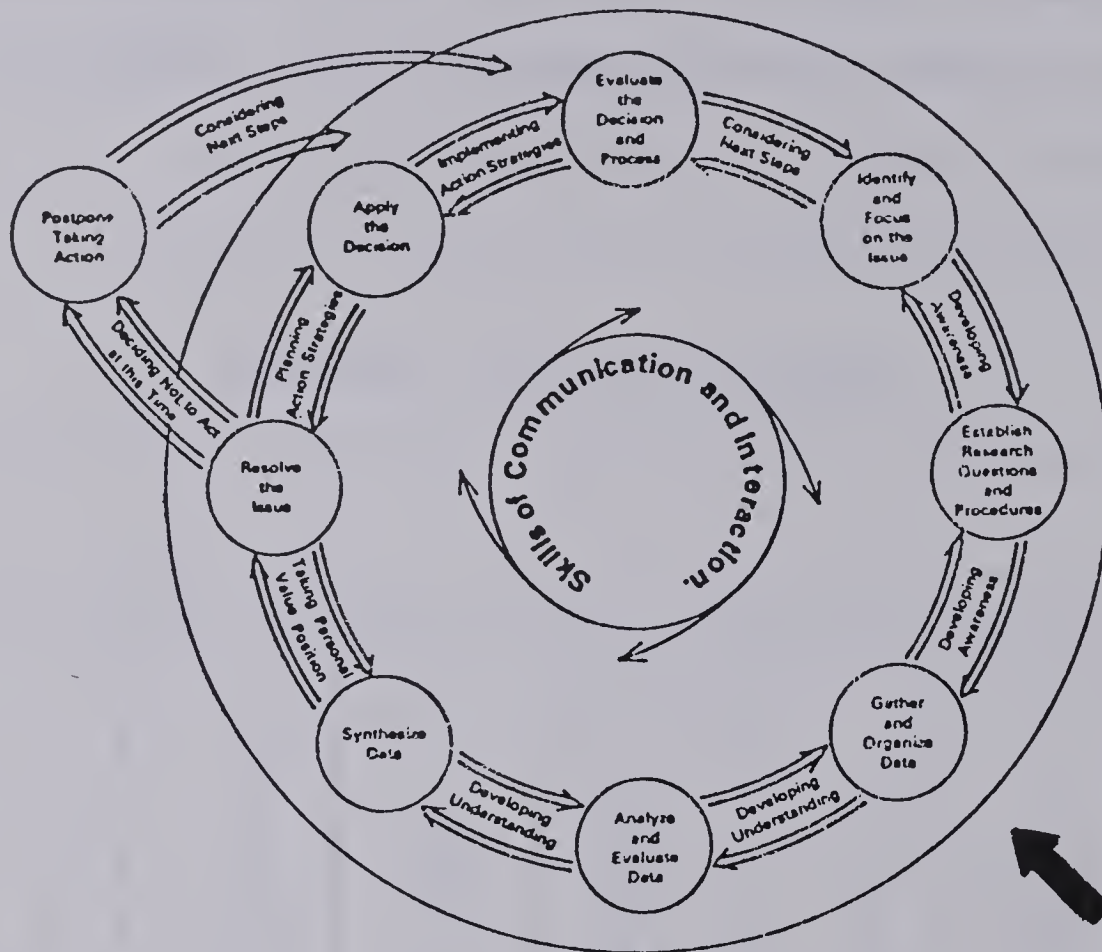 Evaluate
the
Decision
and
Process
Considering
Next Steps
Identify
and
Focus
on the
Issue
Developing
Awareness
Establish
Research
Questions
and
Procedures
Developing
Awareness
Gather
and
Organize
Data
Developing
Understanding
Analyze
and
Evaluate
Data
Developing
Understanding
Synthesize
Data
Taking Personal
Value Position
Resolve
the
Issue
Planning
Action Strategies
Apply
the
Decision
Implementing
Action Strategies
Deciding Not to Act
at this Time
Postpone
Taking
Action
Considering
Next Steps
Skills of Communication and Interaction.